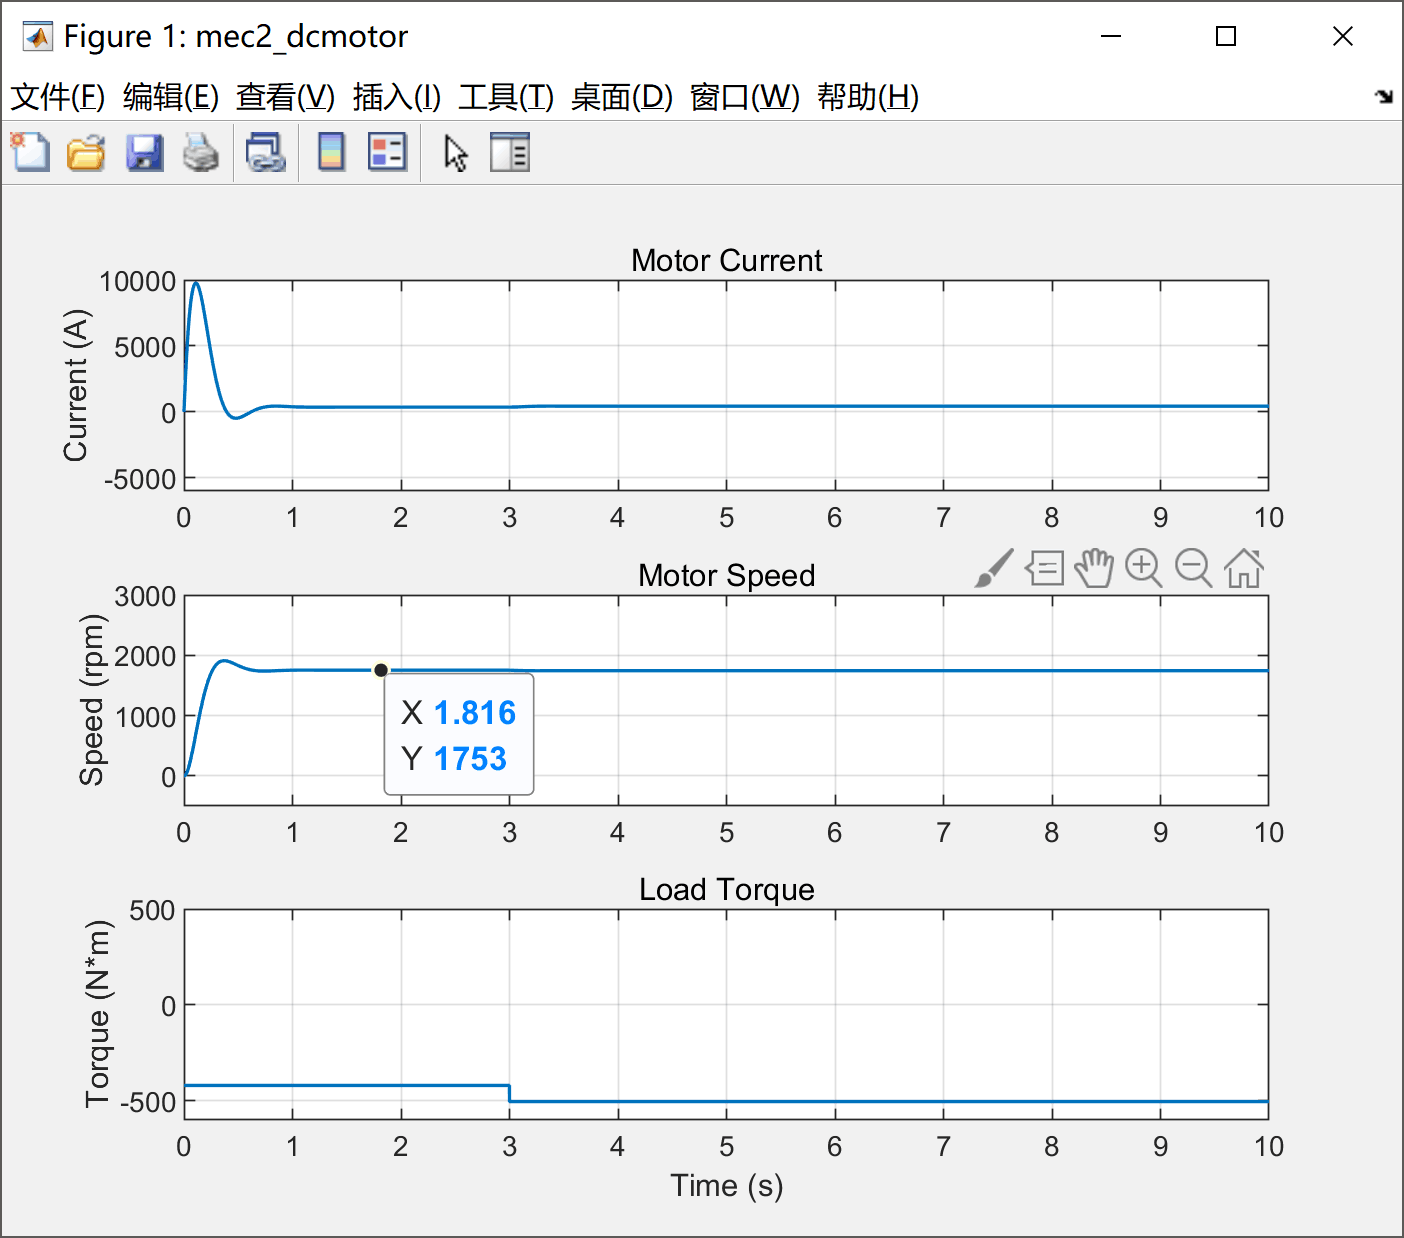 Figure 1: mec2_dcmotor
文件(F) 编辑(E) 查看(V) 插入(I) 工具(T) 桌面(D) 窗口(W) 帮助(H)
Motor Current
Current (A)
10000
5000
0
-5000
0 1 2 3 4 5 6 7 8 9 10
Motor Speed
Speed (rpm)
3000
2000
1000
0
X 1.816
Y 1753
0 1 2 3 4 5 6 7 8 9 10
Load Torque
Torque (N*m)
500
0
-500
0 1 2 3 4 5 6 7 8 9 10
Time (s)